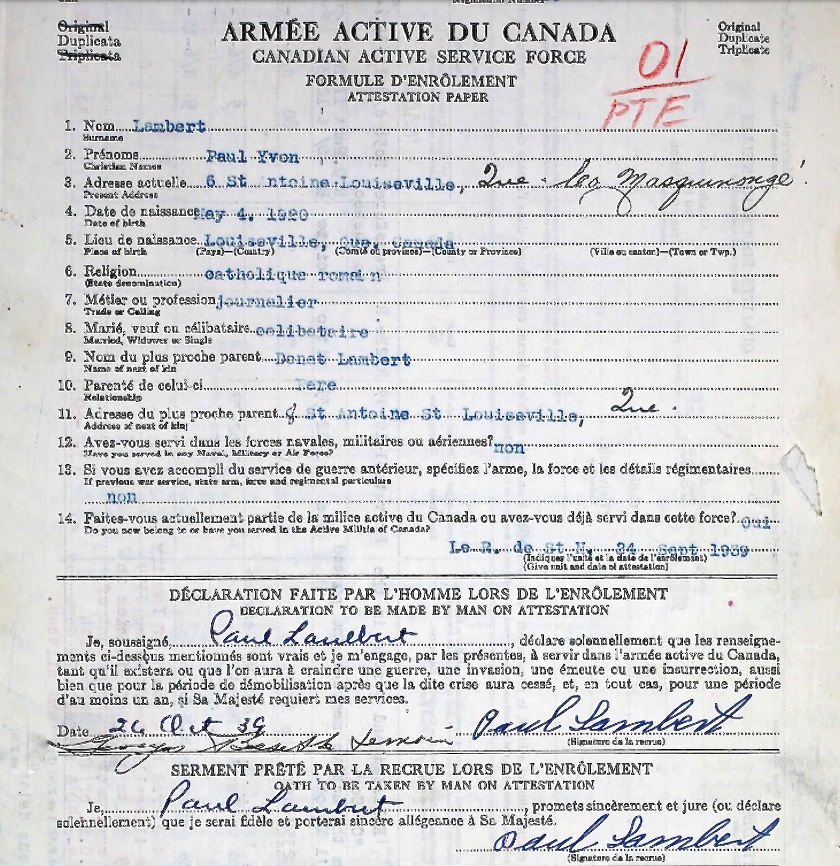 Original
Duplicata
Triplicata
ARMÉE ACTIVE DU CANADA
CANADIAN ACTIVE SERVICE FORCE
Original
Duplicate
Triplicate
FORMULE D'ENRÔLEMENT
ATTESTATION PAPER
01
PTE
1. Nom Lambert
Surname
2. Prénoms Paul Yvon
Christian Names
3. Adresse actuelle 6 St ntoine Louiseville, Que. Masquinongé
Present Address
4. Date de naissance May 4, 1920
Date of birth
5. Lieu de naissance Louiseville, Que, Canada
Place of birth (Pays)—(Country) (Comté ou province)—(County or Province) (Ville ou canton)—(Town or Twp.)
6. Religion catholique romain
(State denomination)
7. Métier ou profession journalier
Trade or Calling
8. Marié, veuf ou célibataire celibataire
Married, Widower or Single
9. Nom du plus proche parent Donat Lambert
Name of next of kin
10. Parenté de celui-ci Pere
Relationship
11. Adresse du plus proche parent St Antoine St Louiseville, Que.
Address of next of kin
12. Avez-vous servi dans les forces navales, militaires ou aériennes? non
Have you served in any Naval, Military or Air Force?
13. Si vous avez accompli du service de guerre antérieur, spécifiez l'arme, la force et les détails régimentaires
If previous war service, state arm, force and regimental particulars
non
14. Faites-vous actuellement partie de la milice active du Canada ou avez-vous déjà servi dans cette force? Oui
Do you now belong to or have you served in the Active Militia of Canada?
Le R. de St M. 24 Sept 1939
(Indiquez l'unité et la date de l'enrôlement)
(Give unit and date of attestation)
DÉCLARATION FAITE PAR L'HOMME LORS DE L'ENRÔLEMENT
DECLARATION TO BE MADE BY MAN ON ATTESTATION
Je, soussigné, Paul Lambert, déclare solennellement que les renseigne-
ments ci-dessus mentionnés sont vrais et je m'engage, par les présentes, à servir dans l'armée active du Canada,
tant qu'il existera ou que l'on aura à craindre une guerre, une invasion, une émeute ou une insurrection, aussi
bien que pour la période de démobilisation après que la dite crise aura cessé, et, en tout cas, pour une période
d'au moins un an, si Sa Majesté requiert mes services.
Date 26 Oct 39 Paul Lambert
(Signature de la recrue)
SERMENT PRÊTÉ PAR LA RECRUE LORS DE L'ENRÔLEMENT
OATH TO BE TAKEN BY MAN ON ATTESTATION
Je, Paul Lambert, promets sincèrement et jure (ou déclare
solennellement) que je serai fidèle et porterai sincère allégeance à Sa Majesté.
Paul Lambert
(Signature de la recrue)